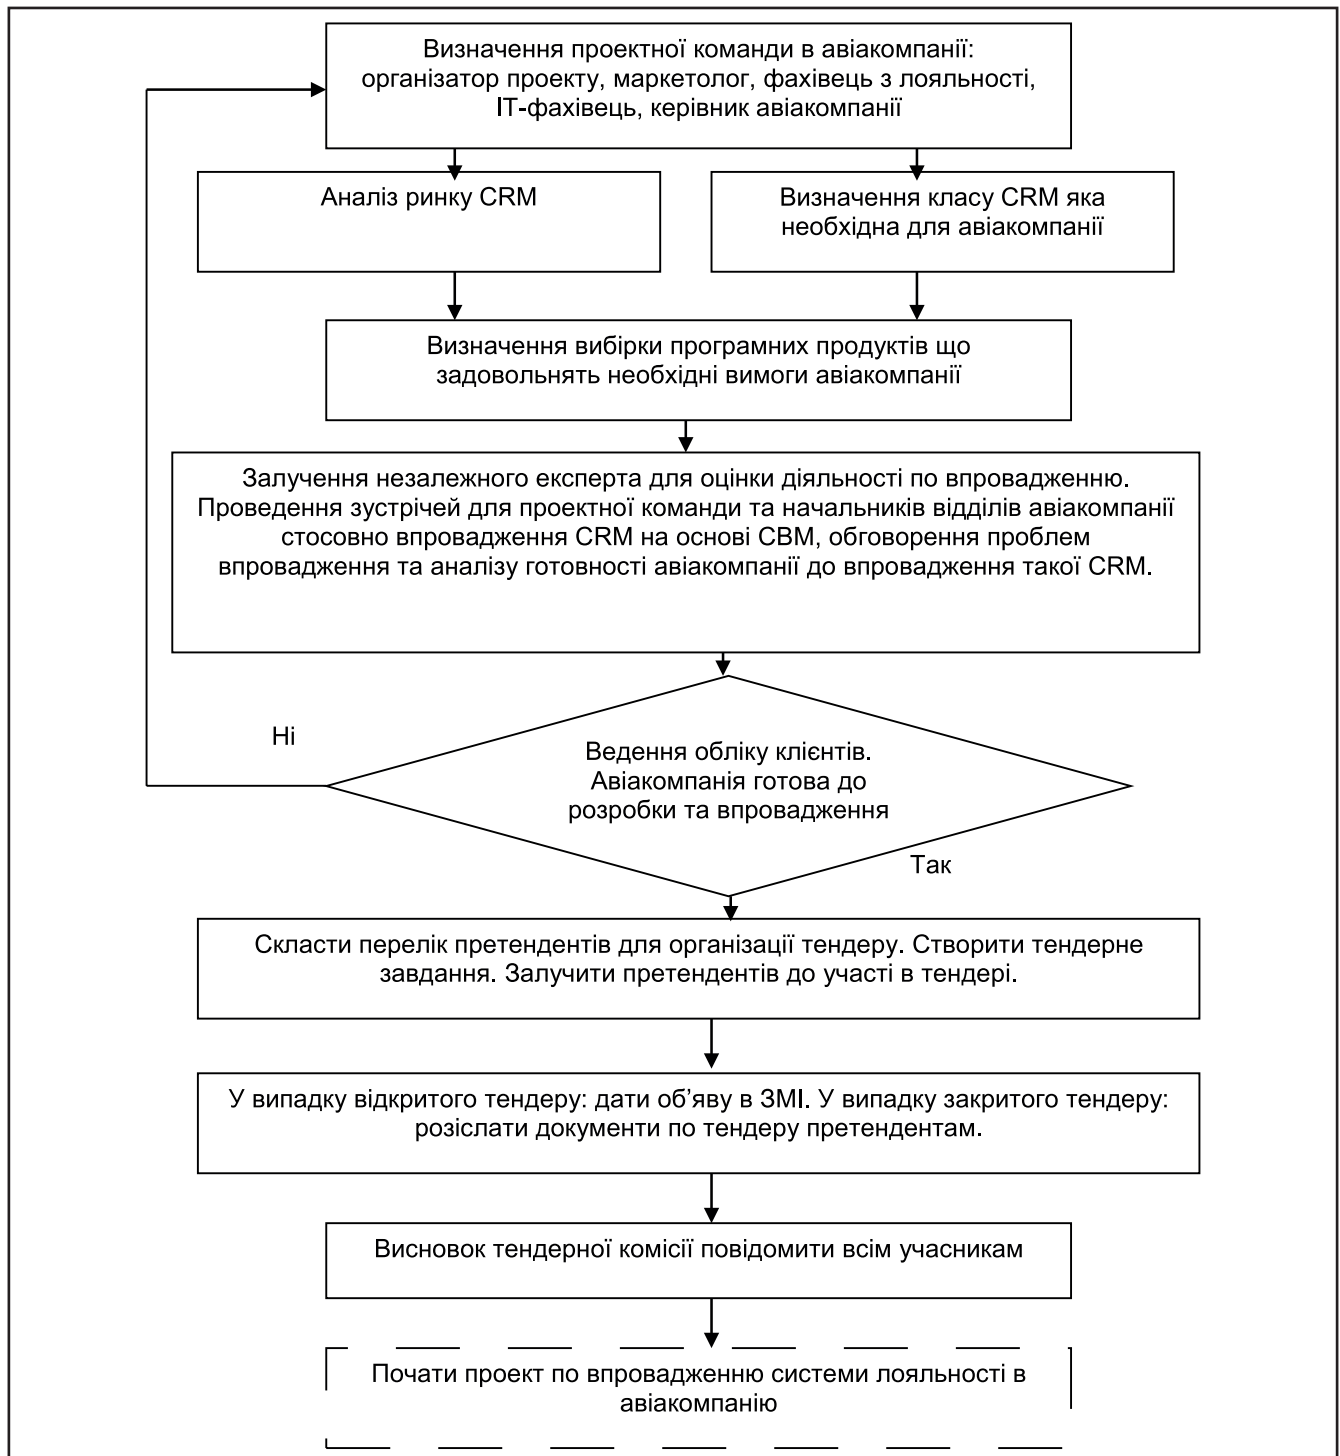 Визначення проектної команди в авіакомпанії:
організатор проекту, маркетолог, фахівець з лояльності,
ІТ-фахівець, керівник авіакомпанії
Аналіз ринку CRM
Визначення класу CRM яка
необхідна для авіакомпанії
Визначення вибірки програмних продуктів що
задовольнять необхідні вимоги авіакомпанії
Залучення незалежного експерта для оцінки діяльності по впровадженню.
Проведення зустрічей для проектної команди та начальників відділів авіакомпанії
стосовно впровадження CRM на основі СВМ, обговорення проблем
впровадження та аналізу готовності авіакомпанії до впровадження такої CRM.
Ні
Ведення обліку клієнтів.
Авіакомпанія готова до
розробки та впровадження
Так
Скласти перелік претендентів для організації тендеру. Створити тендерне
завдання. Залучити претендентів до участі в тендері.
У випадку відкритого тендеру: дати об’яву в ЗМІ. У випадку закритого тендеру:
розіслати документи по тендеру претендентам.
Висновок тендерної комісії повідомити всім учасникам
Почати проект по впровадженню системи лояльності в
авіакомпанію